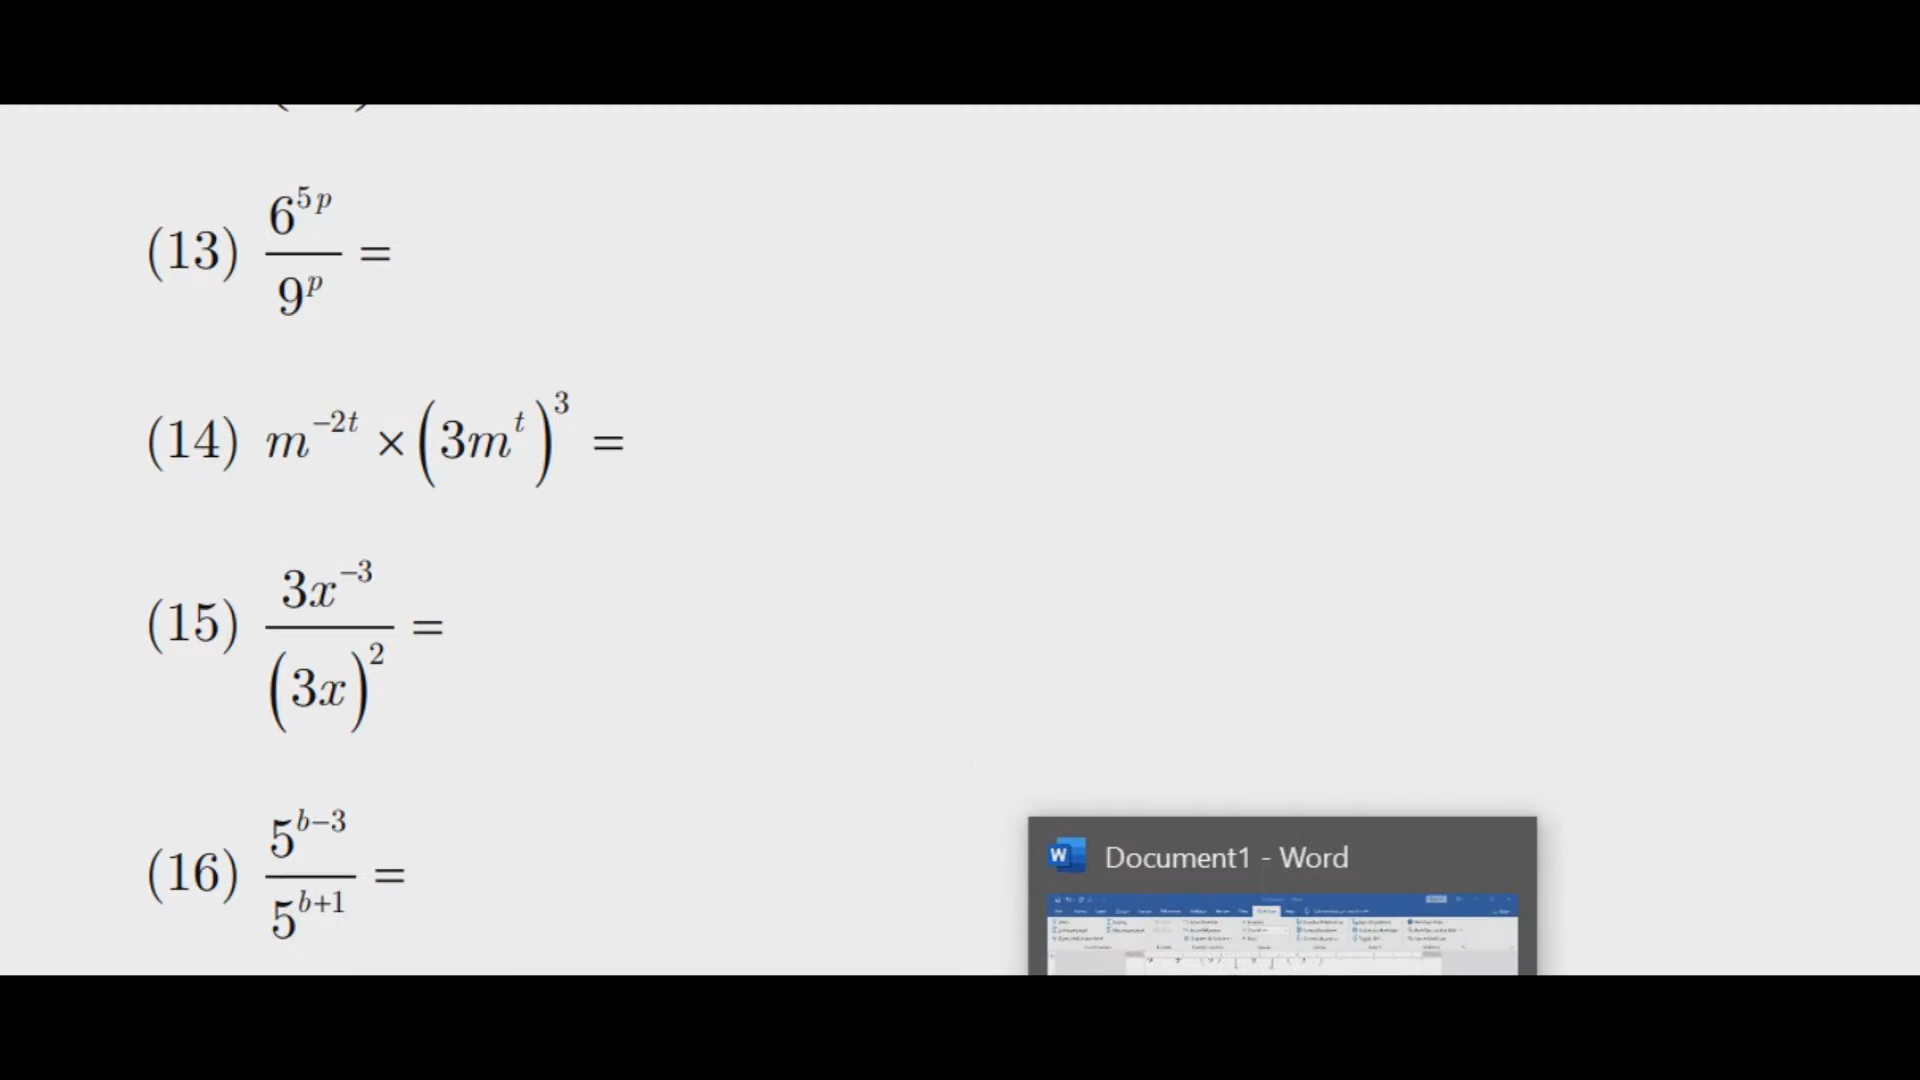 (13) 6^{5p} / 9^{p} =
(14) m^{-2t} × (3m^{t})^{3} =
(15) 3x^{-3} / (3x)^{2} =
(16) 5^{b-3} / 5^{b+1} =
Document1 - Word